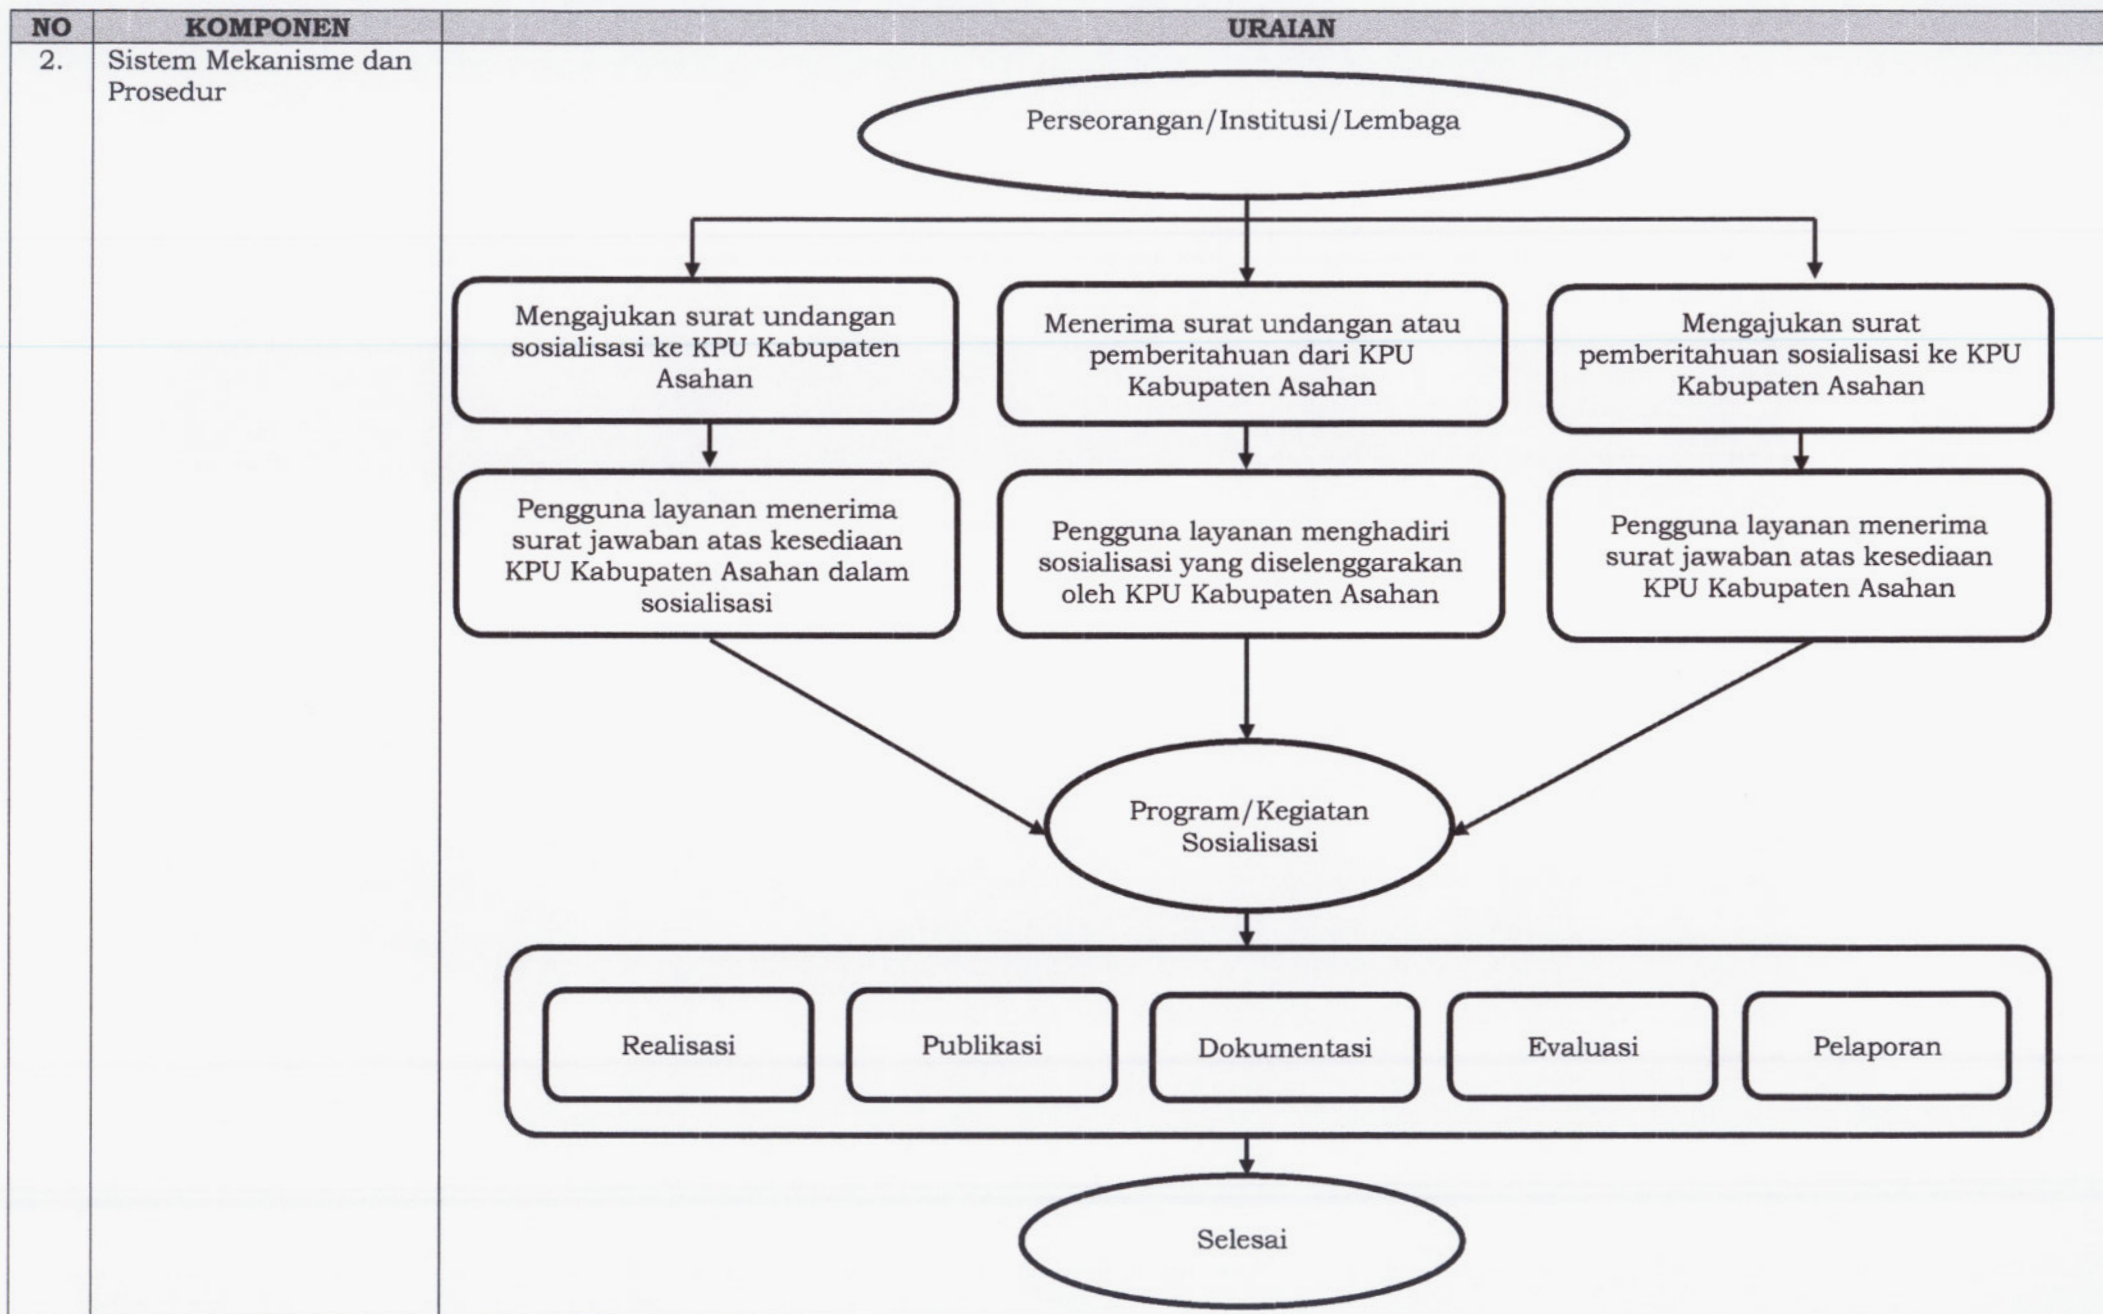 NO KOMPONEN URAIAN
2. Sistem Mekanisme dan
Prosedur
Perseorangan/Institusi/Lembaga
Mengajukan surat undangan
sosialisasi ke KPU Kabupaten
Asahan
Menerima surat undangan atau
pemberitahuan dari KPU
Kabupaten Asahan
Mengajukan surat
pemberitahuan sosialisasi ke KPU
Kabupaten Asahan
Pengguna layanan menerima
surat jawaban atas kesediaan
KPU Kabupaten Asahan dalam
sosialisasi
Pengguna layanan menghadiri
sosialisasi yang diselenggarakan
oleh KPU Kabupaten Asahan
Pengguna layanan menerima
surat jawaban atas kesediaan
KPU Kabupaten Asahan
Program/Kegiatan
Sosialisasi
Realisasi
Publikasi
Dokumentasi
Evaluasi
Pelaporan
Selesai